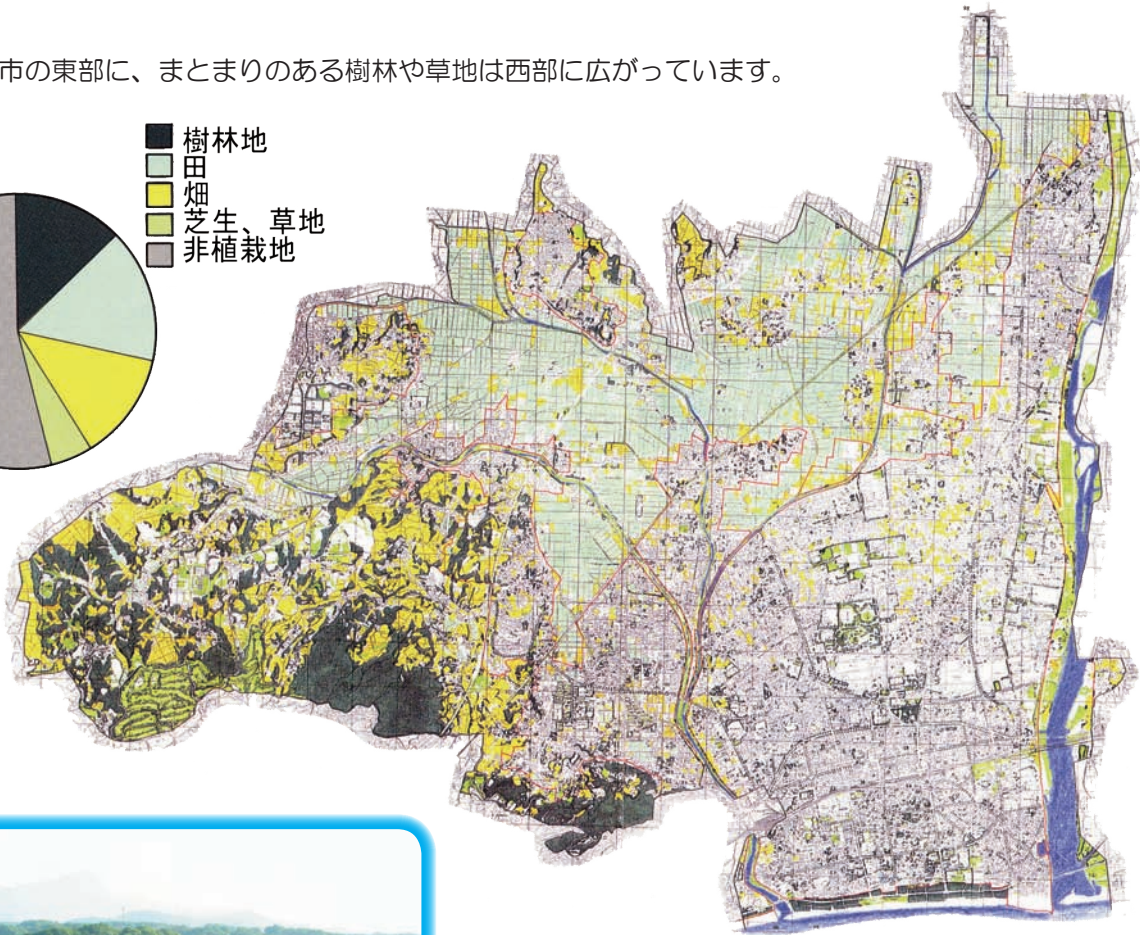 市の東部に、まとまりのある樹林や草地は西部に広がっています。
樹林地
田
畑
芝生、草地
非植栽地